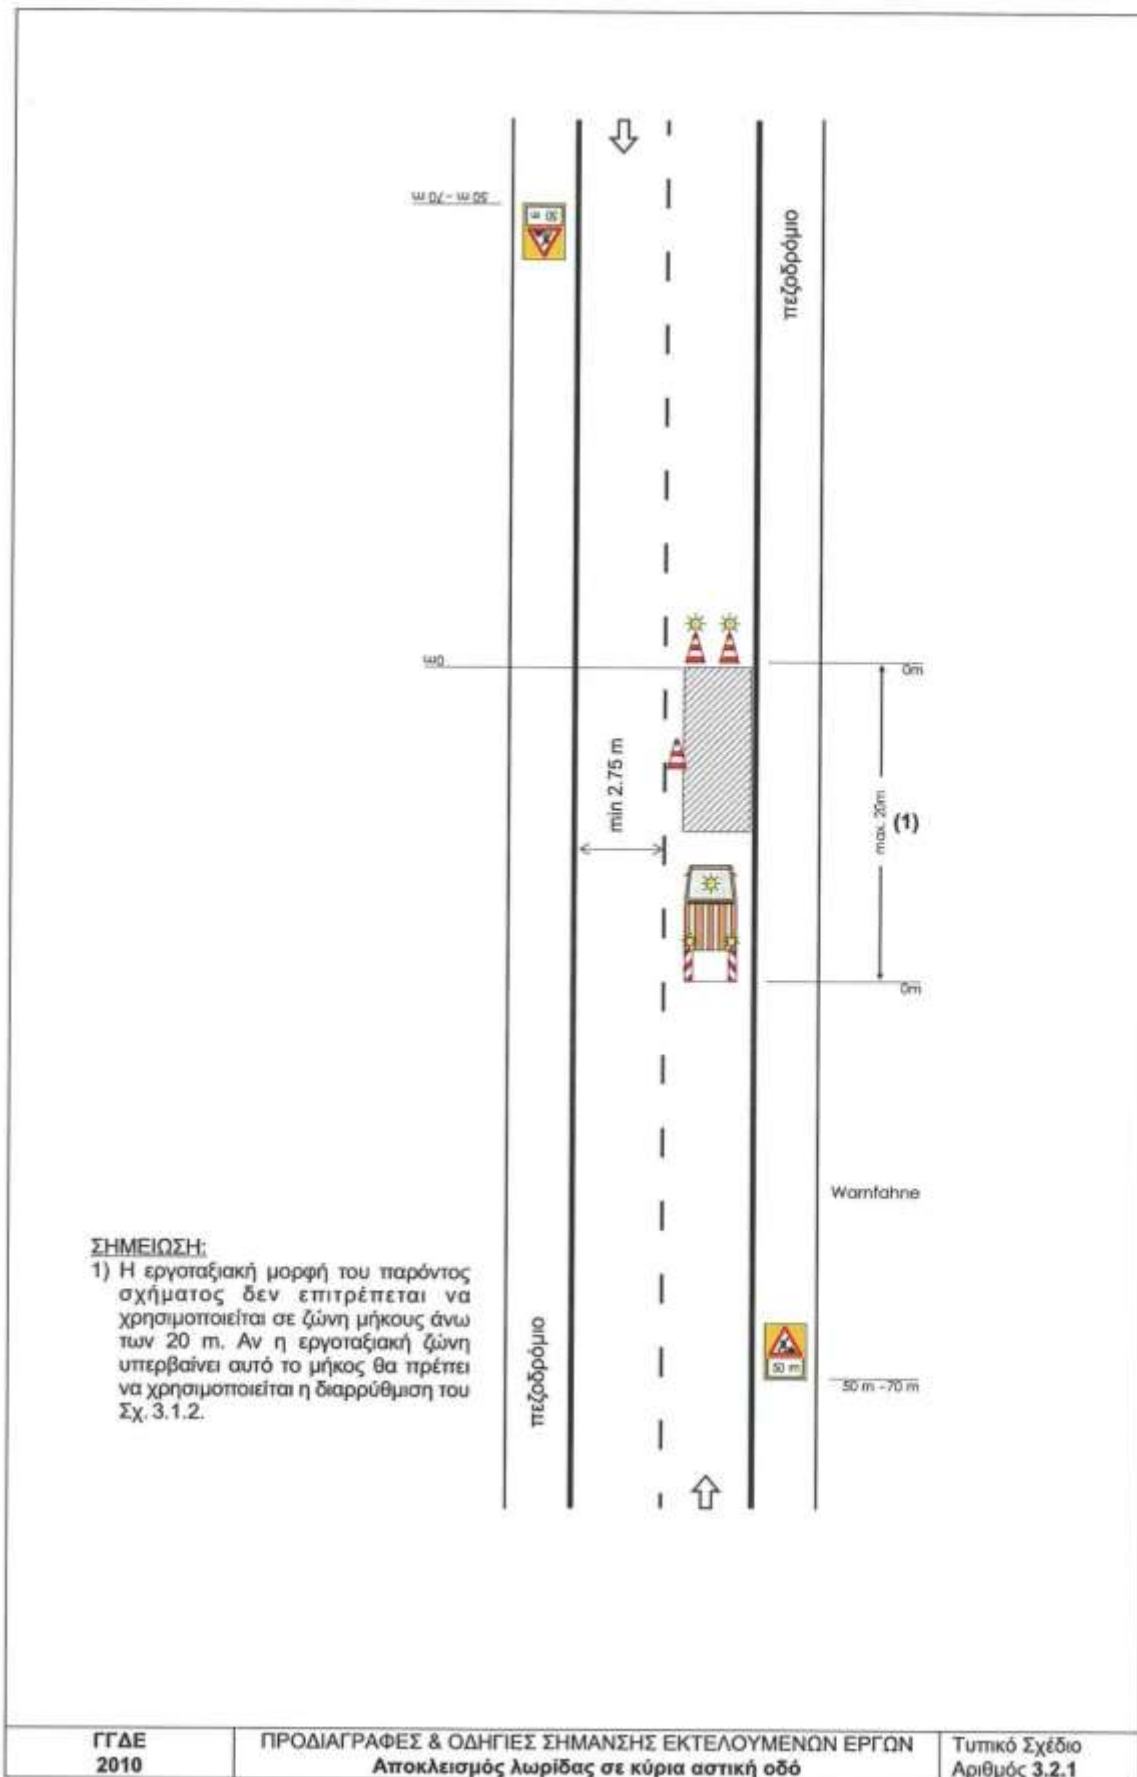 50 m -70 m
50 m
πεζοδρόμιο
0m
0m
min 2.75 m
max. 20m
(1)
0m
Warnfahne
ΣΗΜΕΙΩΣΗ:
1) Η εργοταξιακή μορφή του παρόντος
σχήματος δεν επιτρέπεται να
χρησιμοποιείται σε ζώνη μήκους άνω
των 20 m. Αν η εργοταξιακή ζώνη
υπερβαίνει αυτό το μήκος θα πρέπει
να χρησιμοποιείται η διαρρύθμιση του
Σχ. 3.1.2.
πεζοδρόμιο
50 m
50 m -70 m
ΓΓΔΕ
2010
ΠΡΟΔΙΑΓΡΑΦΕΣ & ΟΔΗΓΙΕΣ ΣΗΜΑΝΣΗΣ ΕΚΤΕΛΟΥΜΕΝΩΝ ΕΡΓΩΝ
Αποκλεισμός λωρίδας σε κύρια αστική οδό
Τυπικό Σχέδιο
Αριθμός 3.2.1